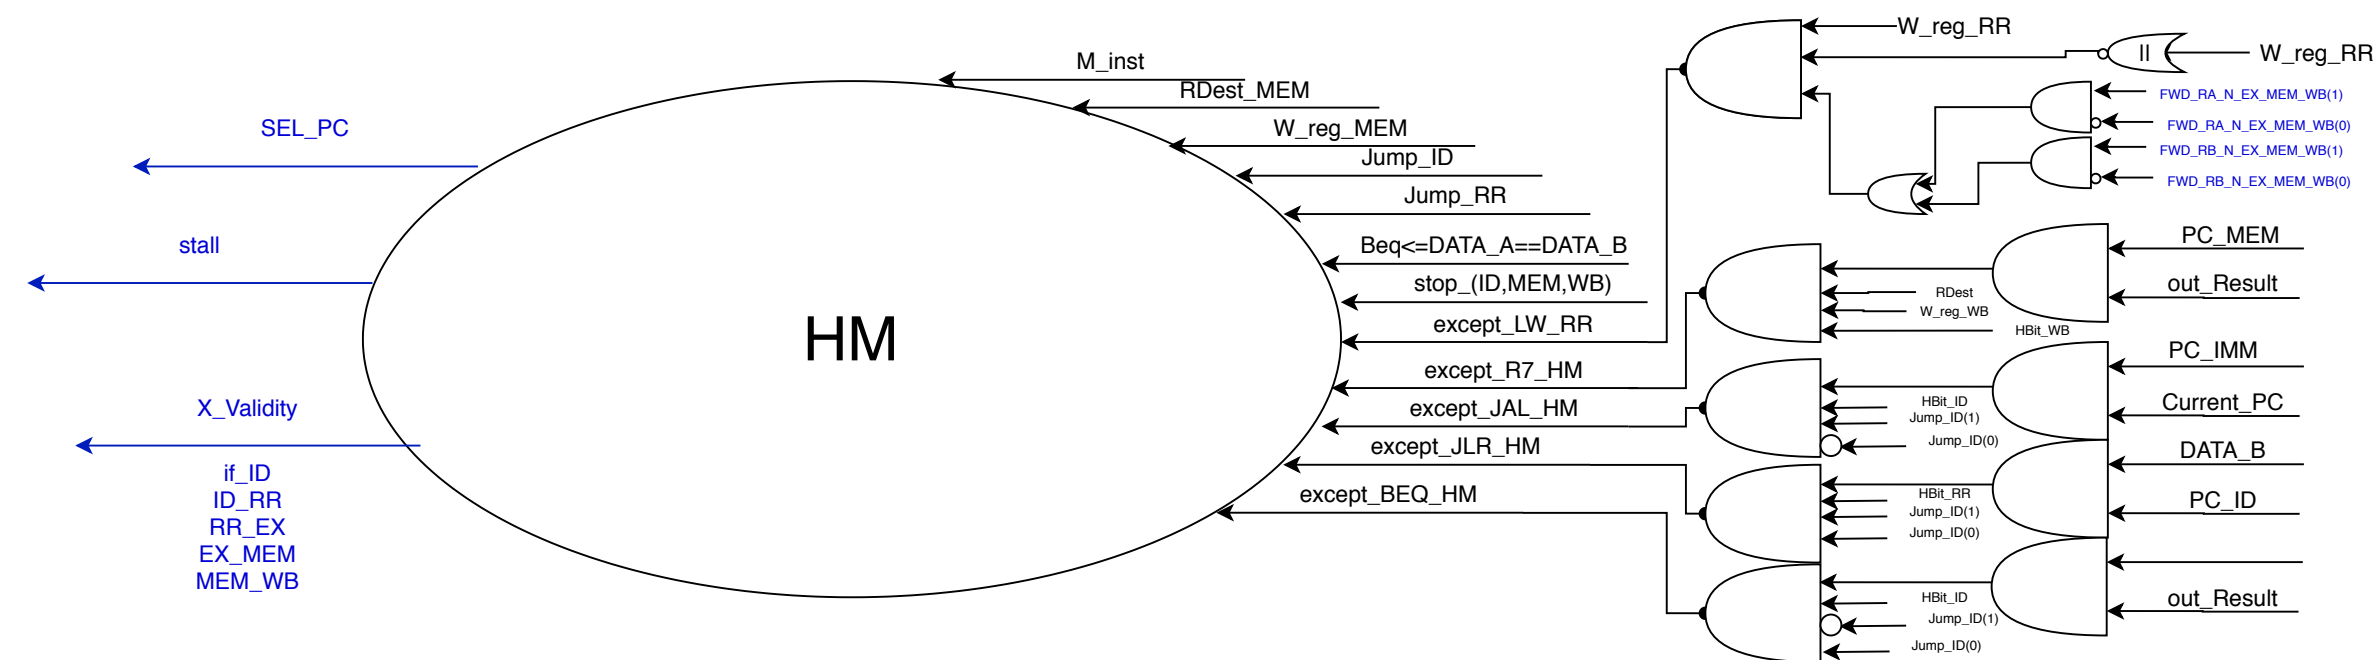 SEL_PC
stall
X_Validity
if_ID
ID_RR
RR_EX
EX_MEM
MEM_WB
HM
M_inst
RDest_MEM
W_reg_MEM
Jump_ID
Jump_RR
Beq<=DATA_A==DATA_B
stop_(ID,MEM,WB)
except_LW_RR
except_R7_HM
except_JAL_HM
except_JLR_HM
except_BEQ_HM
W_reg_RR
||
W_reg_RR
FWD_RA_N_EX_MEM_WB(1)
FWD_RA_N_EX_MEM_WB(0)
FWD_RB_N_EX_MEM_WB(1)
FWD_RB_N_EX_MEM_WB(0)
RDest
W_reg_WB
HBit_WB
PC_MEM
out_Result
HBit_ID
Jump_ID(1)
Jump_ID(0)
PC_IMM
Current_PC
HBit_RR
Jump_ID(1)
Jump_ID(0)
DATA_B
PC_ID
HBit_ID
Jump_ID(1)
Jump_ID(0)
out_Result